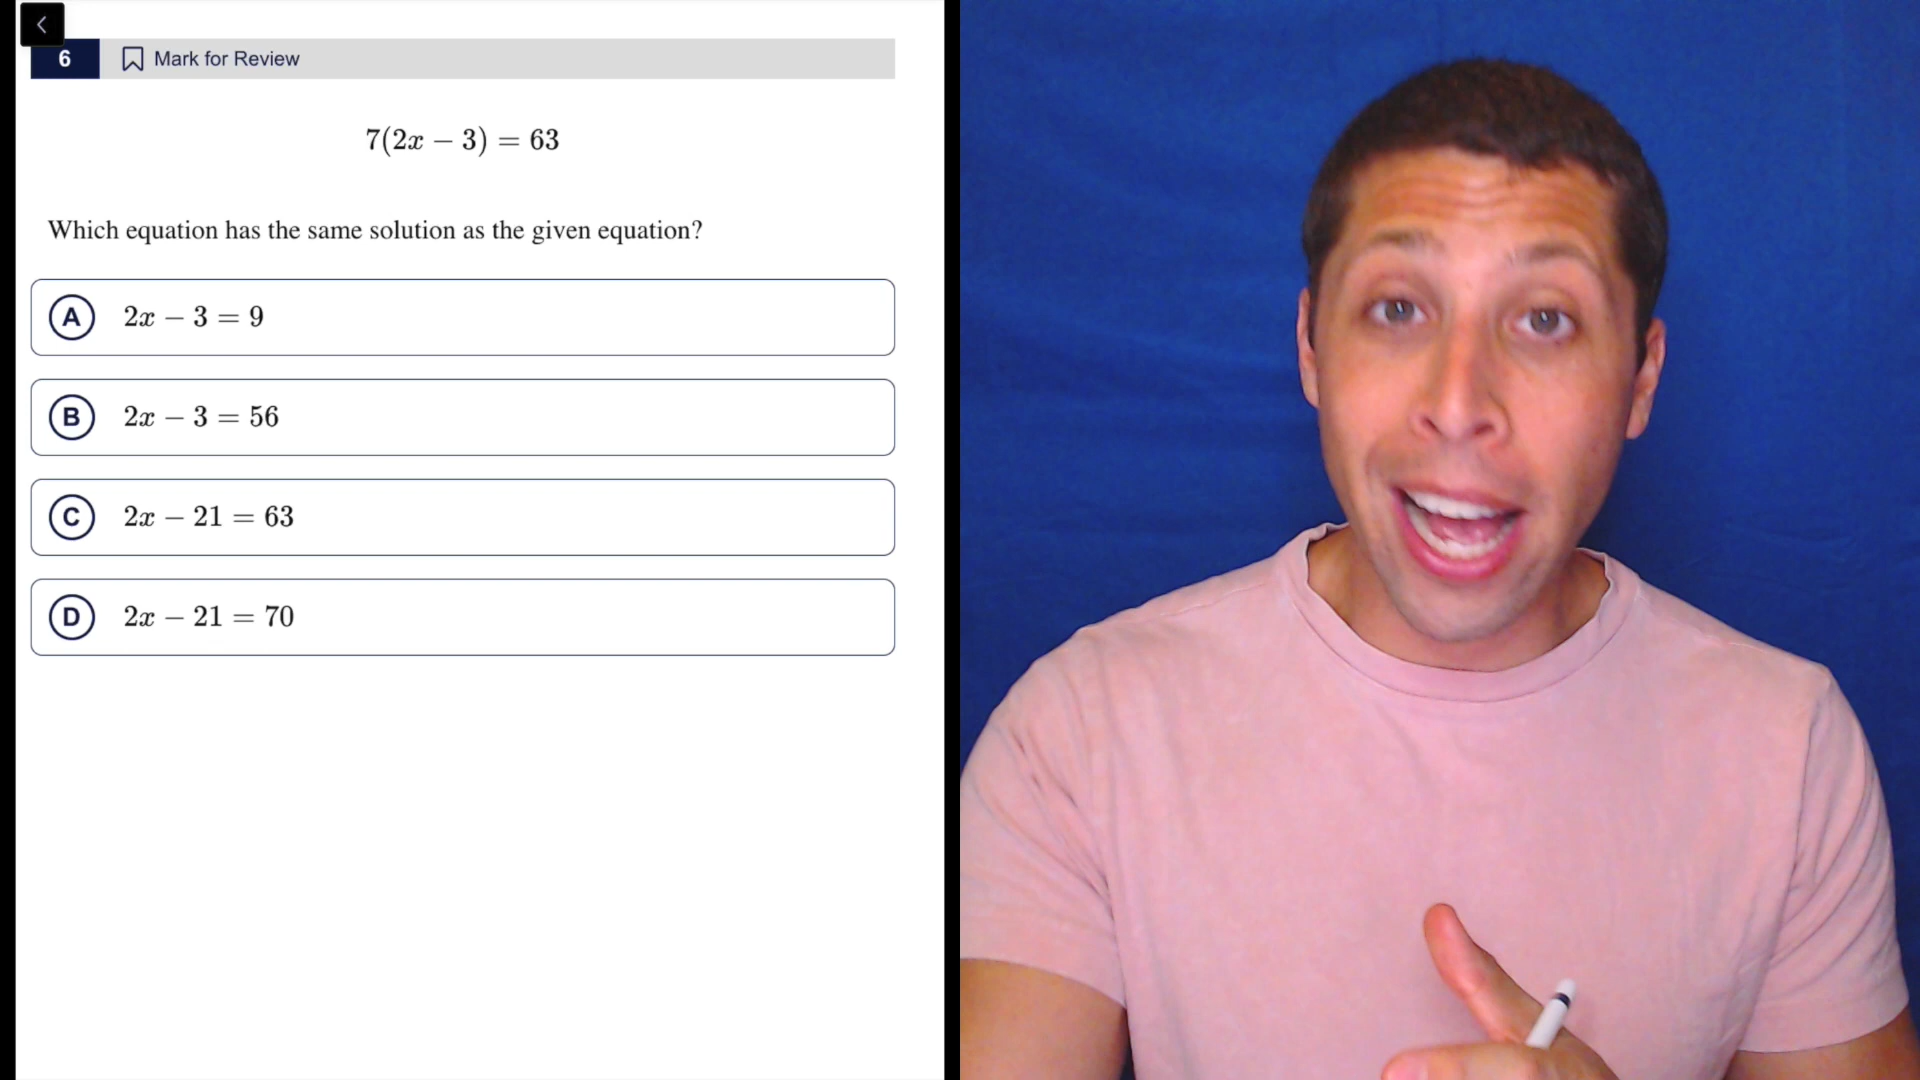 6 Mark for Review
7(2x − 3) = 63
Which equation has the same solution as the given equation?
A 2x − 3 = 9
B 2x − 3 = 56
C 2x − 21 = 63
D 2x − 21 = 70